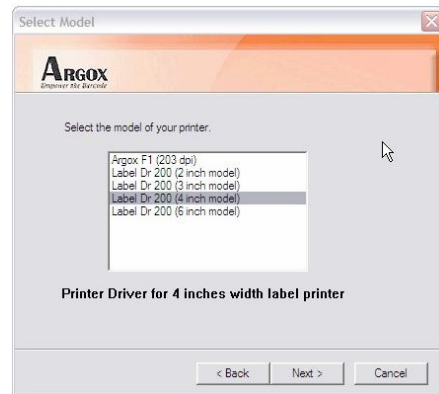 Select Model
ARGOX
Empower the Barcode
Select the model of your printer.
Argox F1 (203 dpi)
Label Dr 200 (2 inch model)
Label Dr 200 (3 inch model)
Label Dr 200 (4 inch model)
Label Dr 200 (6 inch model)
Printer Driver for 4 inches width label printer
< Back Next > Cancel